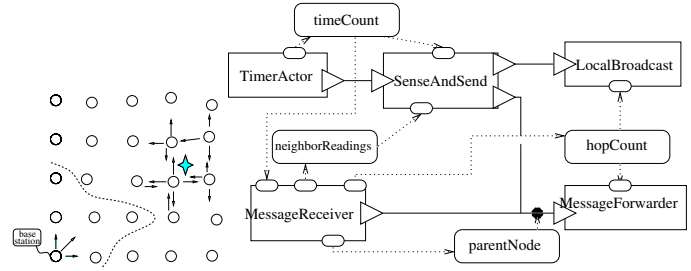 timeCount
TimerActor
SenseAndSend
LocalBroadcast
neighborReadings
hopCount
MessageReceiver
MessageForwarder
parentNode
base
station